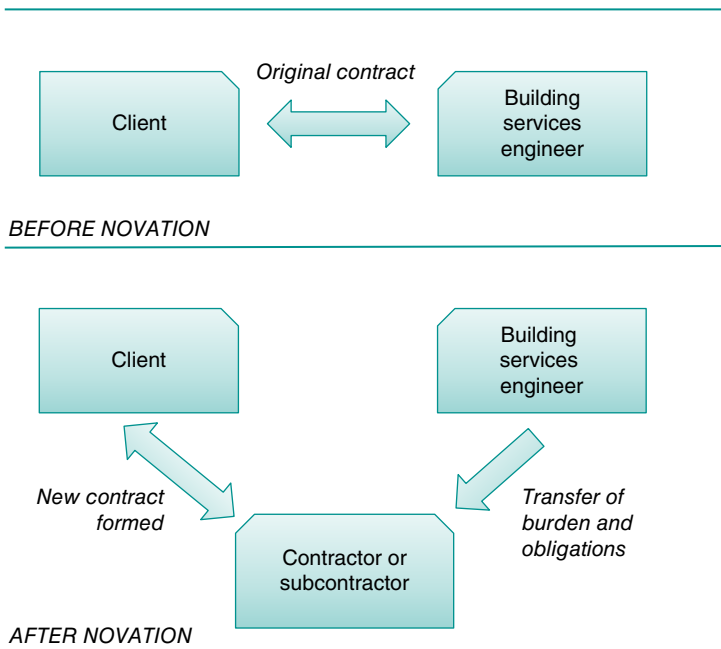 Original contract
Client
Building
services
engineer
BEFORE NOVATION
Client
Building
services
engineer
New contract
formed
Transfer of
burden and
obligations
Contractor or
subcontractor
AFTER NOVATION